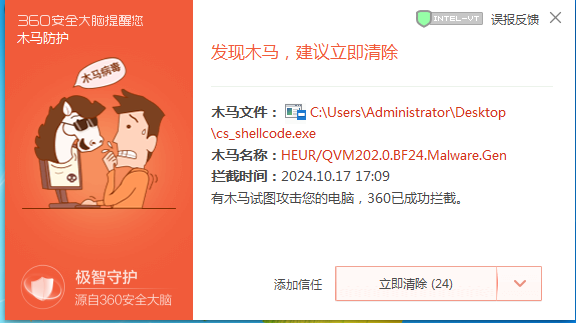 360安全大脑提醒您
木马防护
INTEL-VT 误报反馈
发现木马，建议立即清除
木马病毒
木马文件： C:\Users\Administrator\Desktop
\cs_shellcode.exe
木马名称：HEUR/QVM202.0.BF24.Malware.Gen
拦截时间：2024.10.17 17:09
有木马试图攻击您的电脑，360已成功拦截。
极智守护
源自360安全大脑
添加信任 立即清除 (24)